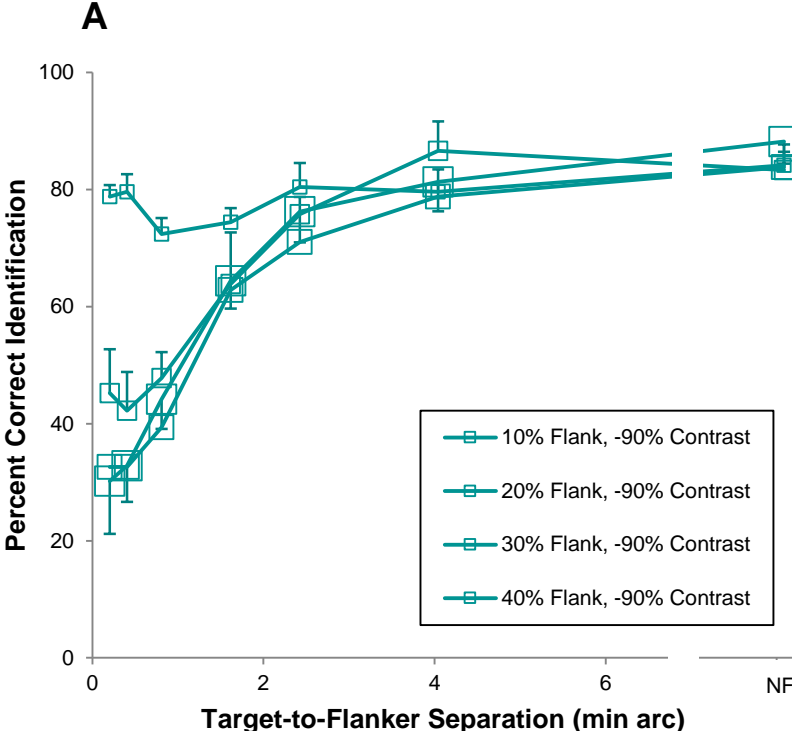 A
100
80
60
40
20
0
Percent Correct Identification
10% Flank, -90% Contrast
20% Flank, -90% Contrast
30% Flank, -90% Contrast
40% Flank, -90% Contrast
0 2 4 6 NF
Target-to-Flanker Separation (min arc)